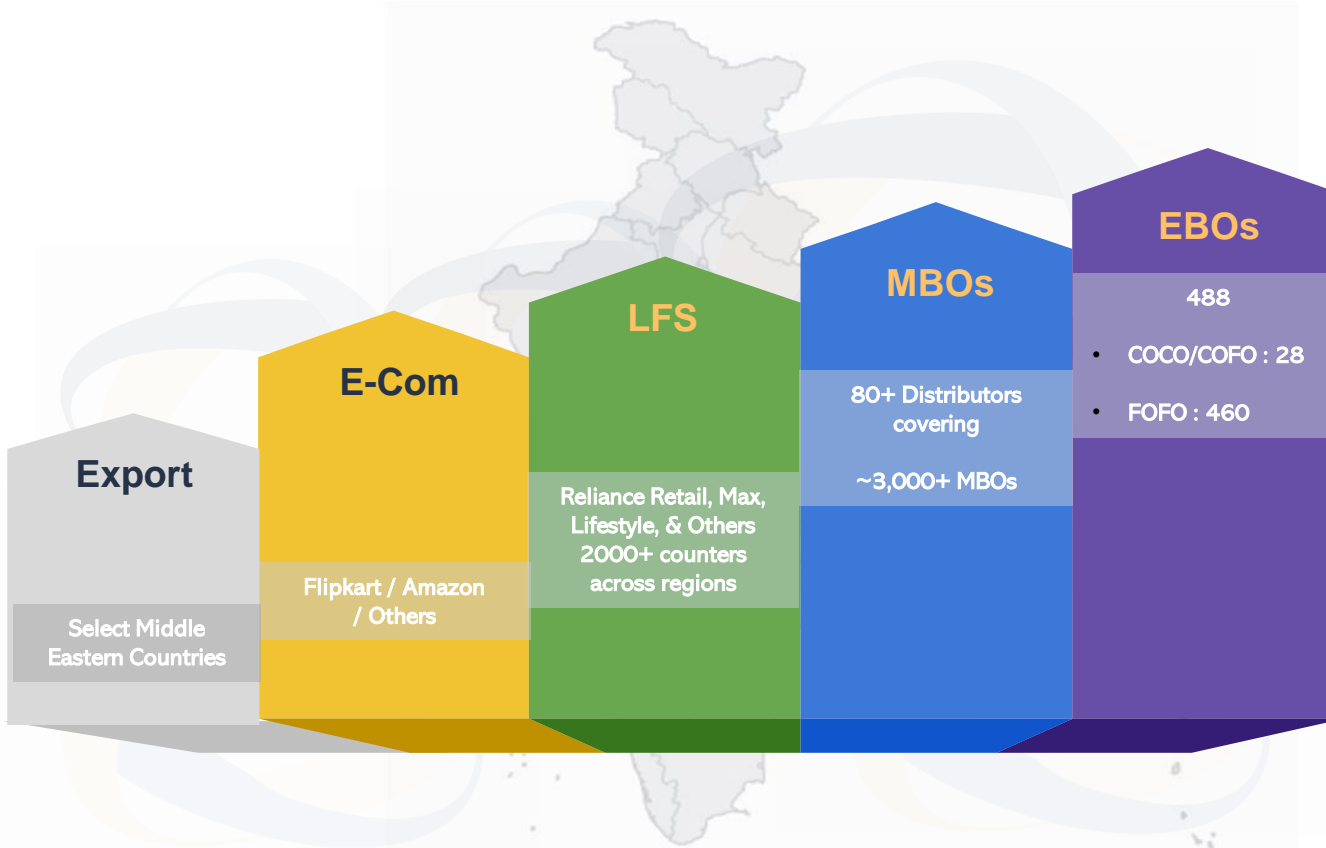 Export
Select Middle
Eastern Countries
E-Com
Flipkart / Amazon
/ Others
LFS
Reliance Retail, Max,
Lifestyle, & Others
2000+ counters
across regions
MBOs
80+ Distributors
covering
~3,000+ MBOs
EBOs
488
• COCO/COFO : 28
• FOFO : 460